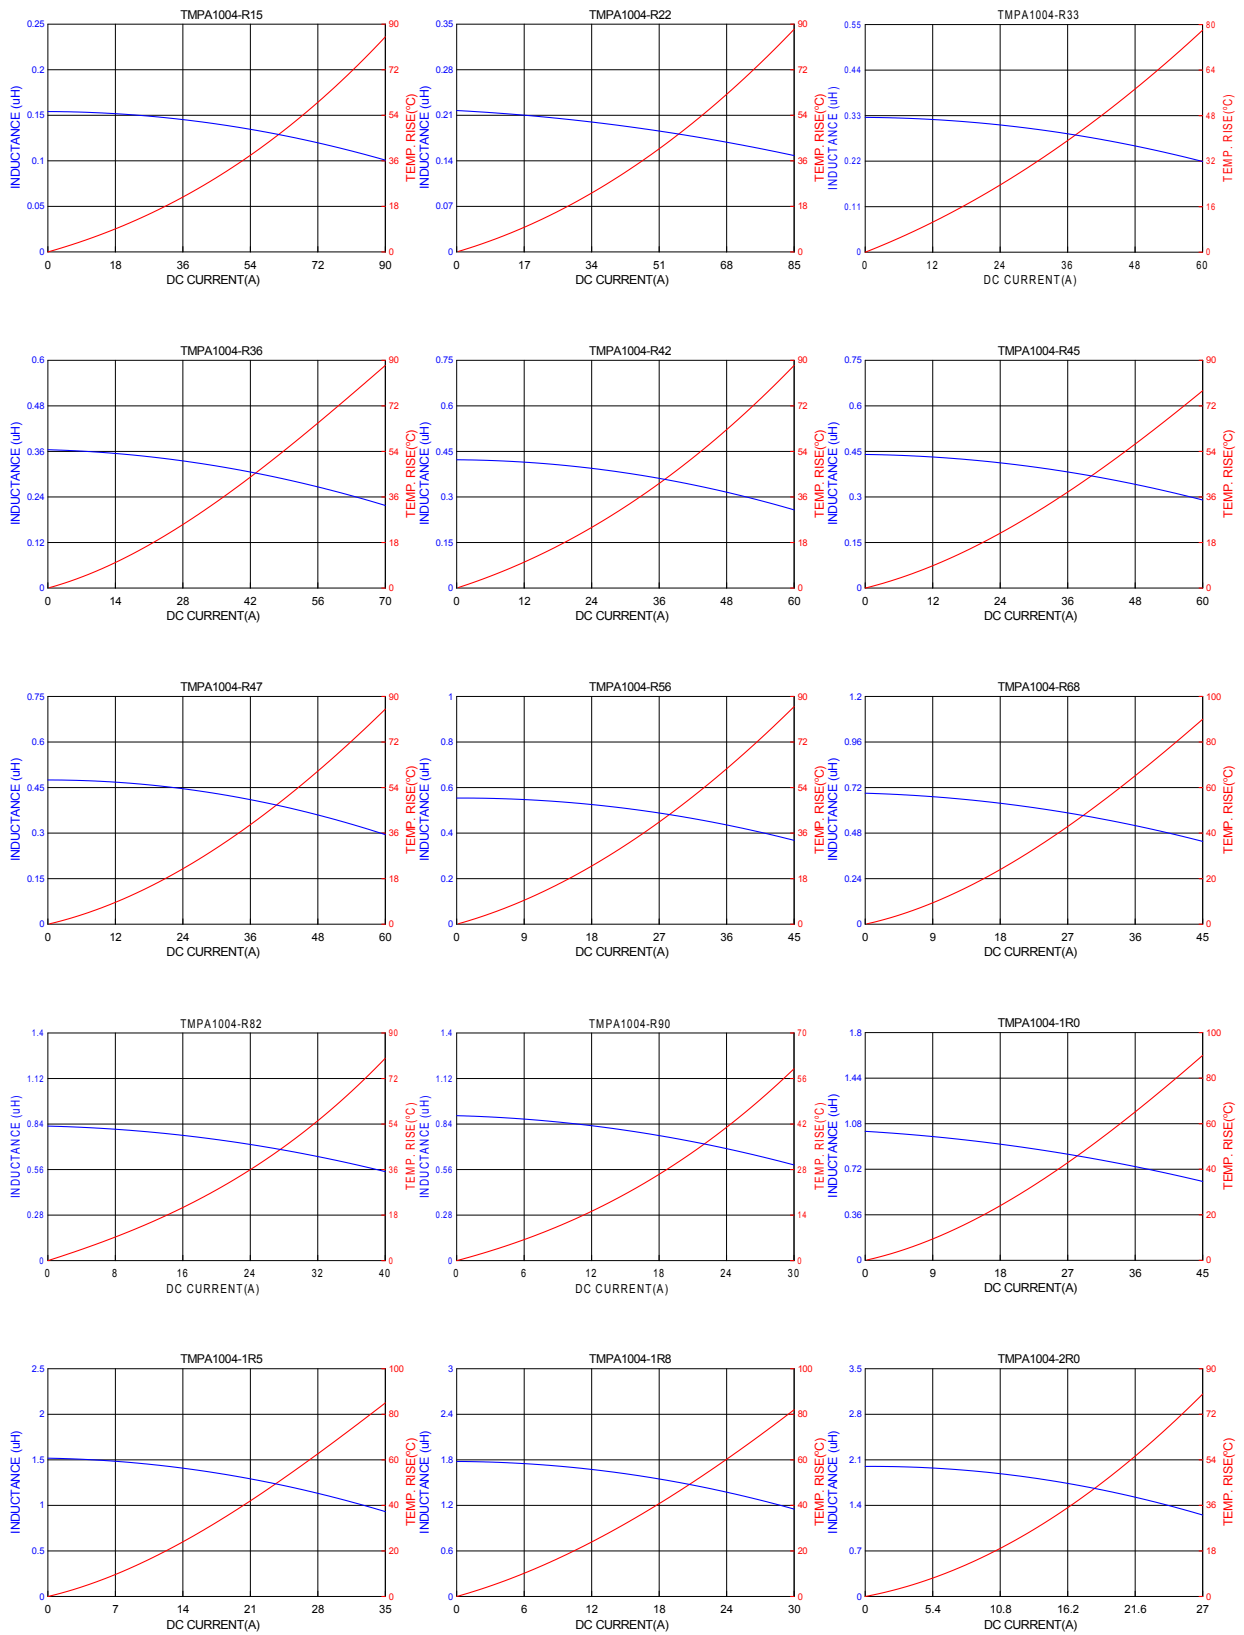 TMPA1004-R15
INDUCTANCE (uH)
0.25
0.2
0.15
0.1
0.05
0
90
72
54
36
18
0
TEMP. RISE(ºC)
0 18 36 54 72 90
DC CURRENT(A)
TMPA1004-R22
INDUCTANCE (uH)
0.35
0.28
0.21
0.14
0.07
0
90
72
54
36
18
0
TEMP. RISE(ºC)
0 17 34 51 68 85
DC CURRENT(A)
TMPA1004-R33
INDUCTANCE (uH)
0.55
0.44
0.33
0.22
0.11
0
80
64
48
32
16
0
TEMP. RISE(ºC)
0 12 24 36 48 60
DC CURRENT(A)
TMPA1004-R36
INDUCTANCE (uH)
0.6
0.48
0.36
0.24
0.12
0
90
72
54
36
18
0
TEMP. RISE(ºC)
0 14 28 42 56 70
DC CURRENT(A)
TMPA1004-R42
INDUCTANCE (uH)
0.75
0.6
0.45
0.3
0.15
0
90
72
54
36
18
0
TEMP. RISE(ºC)
0 12 24 36 48 60
DC CURRENT(A)
TMPA1004-R45
INDUCTANCE (uH)
0.75
0.6
0.45
0.3
0.15
0
90
72
54
36
18
0
TEMP. RISE(ºC)
0 12 24 36 48 60
DC CURRENT(A)
TMPA1004-R47
INDUCTANCE (uH)
0.75
0.6
0.45
0.3
0.15
0
90
72
54
36
18
0
TEMP. RISE(ºC)
0 12 24 36 48 60
DC CURRENT(A)
TMPA1004-R56
INDUCTANCE (uH)
1
0.8
0.6
0.4
0.2
0
90
72
54
36
18
0
TEMP. RISE(ºC)
0 9 18 27 36 45
DC CURRENT(A)
TMPA1004-R68
INDUCTANCE (uH)
1.2
0.96
0.72
0.48
0.24
0
100
80
60
40
20
0
TEMP. RISE(ºC)
0 9 18 27 36 45
DC CURRENT(A)
TMPA1004-R82
INDUCTANCE (uH)
1.4
1.12
0.84
0.56
0.28
0
90
72
54
36
18
0
TEMP. RISE(ºC)
0 8 16 24 32 40
DC CURRENT(A)
TMPA1004-R90
INDUCTANCE (uH)
1.4
1.12
0.84
0.56
0.28
0
70
56
42
28
14
0
TEMP. RISE(ºC)
0 6 12 18 24 30
DC CURRENT(A)
TMPA1004-1R0
INDUCTANCE (uH)
1.8
1.44
1.08
0.72
0.36
0
100
80
60
40
20
0
TEMP. RISE(ºC)
0 9 18 27 36 45
DC CURRENT(A)
TMPA1004-1R5
INDUCTANCE (uH)
2.5
2
1.5
1
0.5
0
100
80
60
40
20
0
TEMP. RISE(ºC)
0 7 14 21 28 35
DC CURRENT(A)
TMPA1004-1R8
INDUCTANCE (uH)
3
2.4
1.8
1.2
0.6
0
100
80
60
40
20
0
TEMP. RISE(ºC)
0 6 12 18 24 30
DC CURRENT(A)
TMPA1004-2R0
INDUCTANCE (uH)
3.5
2.8
2.1
1.4
0.7
0
90
72
54
36
18
0
TEMP. RISE(ºC)
0 5.4 10.8 16.2 21.6 27
DC CURRENT(A)